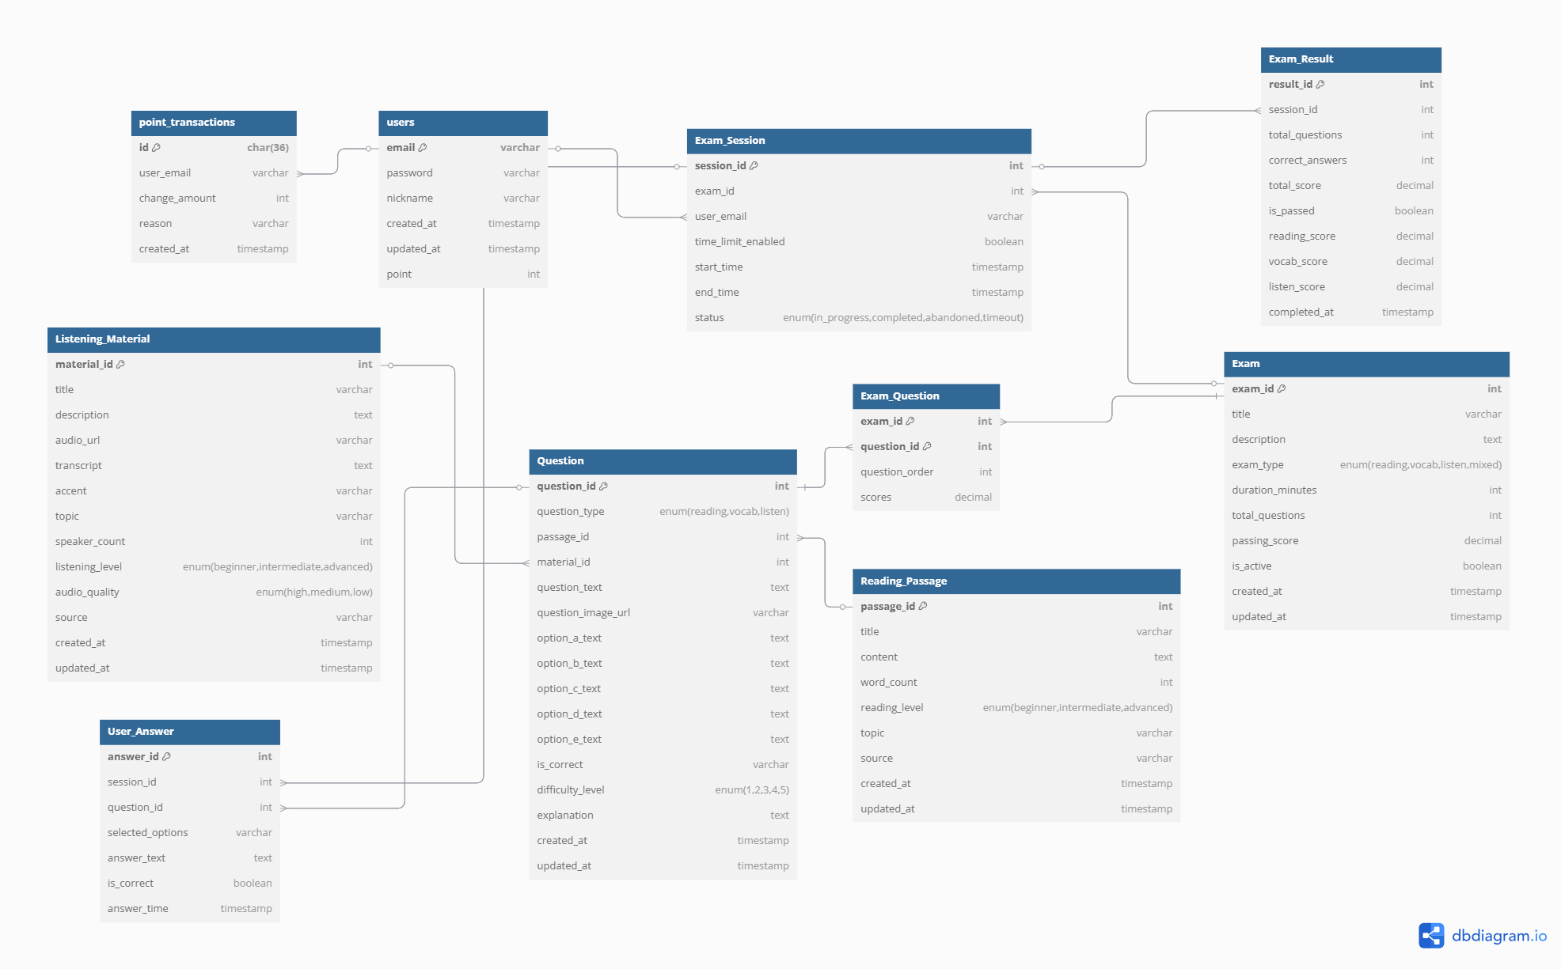 point_transactions
id char(36)
user_email varchar
change_amount int
reason varchar
created_at timestamp
users
email varchar
password varchar
nickname varchar
created_at timestamp
updated_at timestamp
point int
Exam_Session
session_id int
exam_id int
user_email varchar
time_limit_enabled boolean
start_time timestamp
end_time timestamp
status enum(in_progress,completed,abandoned,timeout)
Exam_Result
result_id int
session_id int
total_questions int
correct_answers int
total_score decimal
is_passed boolean
reading_score decimal
vocab_score decimal
listen_score decimal
completed_at timestamp
Listening_Material
material_id int
title varchar
description text
audio_url varchar
transcript text
accent varchar
topic varchar
speaker_count int
listening_level enum(beginner,intermediate,advanced)
audio_quality enum(high,medium,low)
source varchar
created_at timestamp
updated_at timestamp
Exam
exam_id int
title varchar
description text
exam_type enum(reading,vocab,listen,mixed)
duration_minutes int
total_questions int
passing_score decimal
is_active boolean
created_at timestamp
updated_at timestamp
Exam_Question
exam_id int
question_id int
question_order int
scores decimal
Question
question_id int
question_type enum(reading,vocab,listen)
passage_id int
material_id int
question_text text
question_image_url varchar
option_a_text text
option_b_text text
option_c_text text
option_d_text text
option_e_text text
is_correct varchar
difficulty_level enum(1,2,3,4,5)
explanation text
created_at timestamp
updated_at timestamp
Reading_Passage
passage_id int
title varchar
content text
word_count int
reading_level enum(beginner,intermediate,advanced)
topic varchar
source varchar
created_at timestamp
updated_at timestamp
User_Answer
answer_id int
session_id int
question_id int
selected_options varchar
answer_text text
is_correct boolean
answer_time timestamp
dbdiagram.io